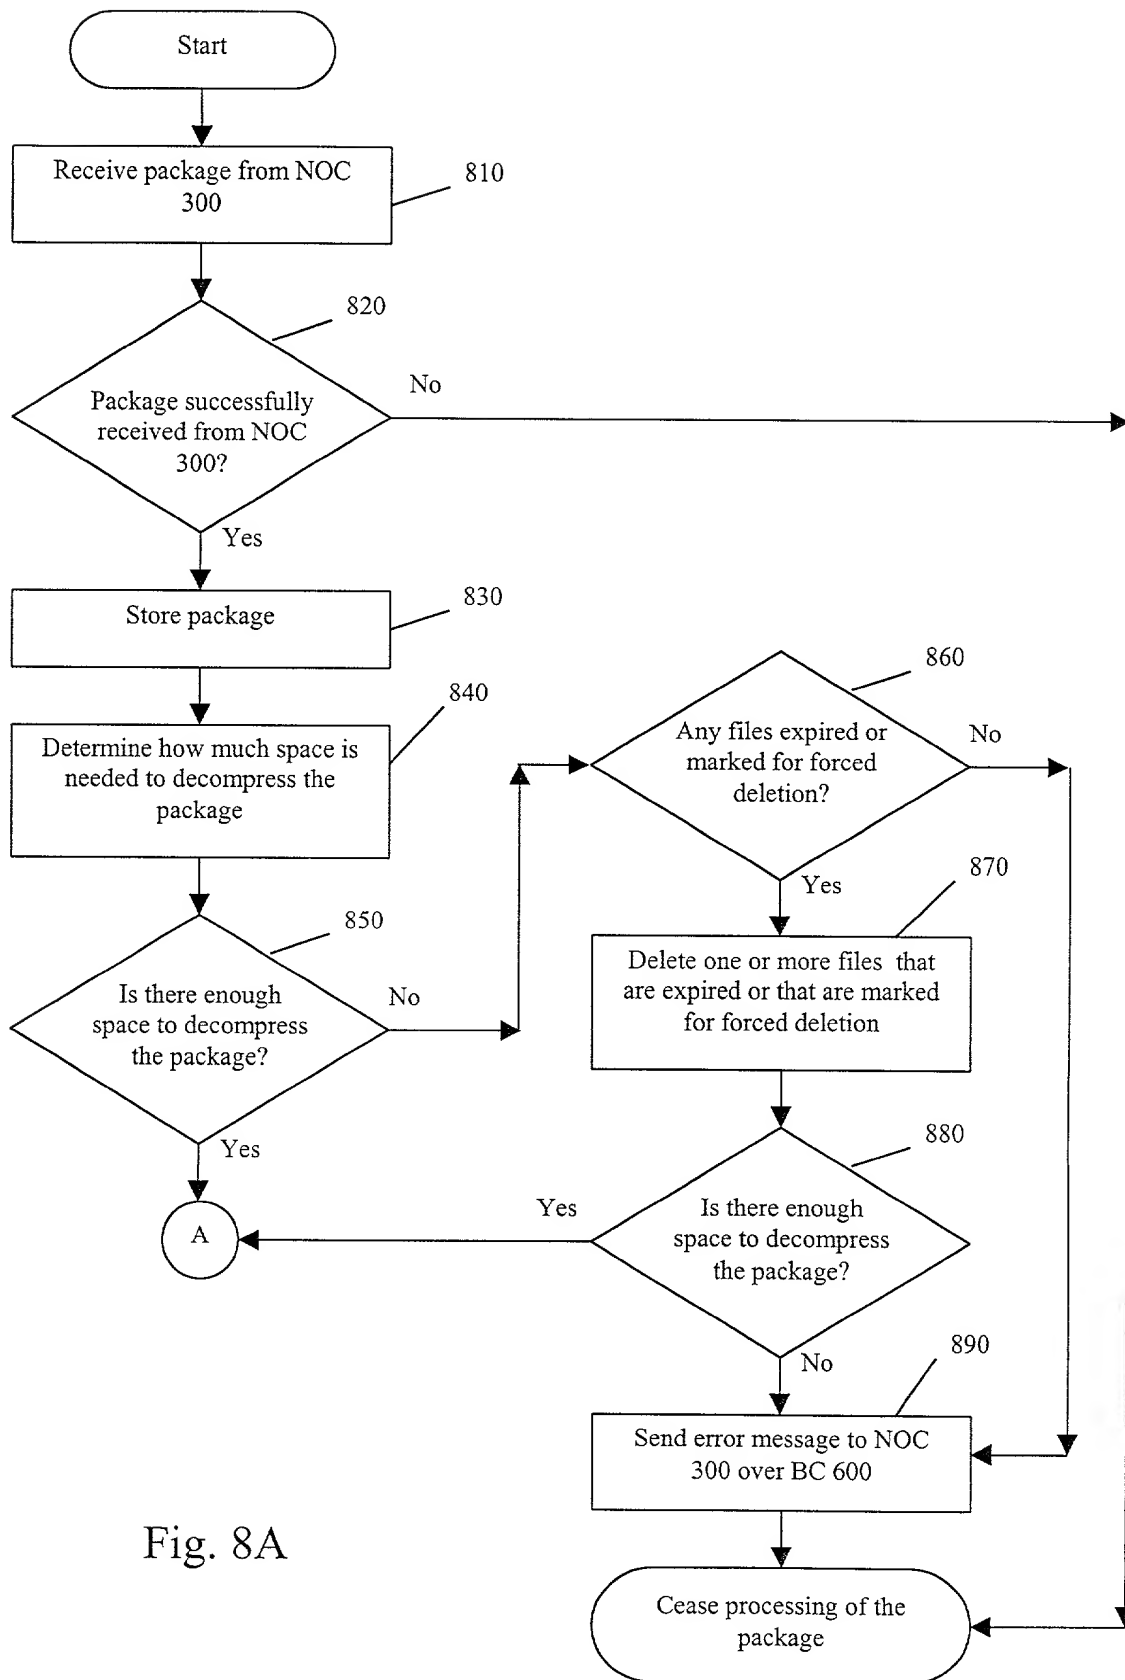 Start
Receive package from NOC
300
810
820
Package successfully
received from NOC
300?
No
Yes
Store package
830
Determine how much space is
needed to decompress the
package
840
Is there enough
space to decompress
the package?
850
No
Yes
A
Any files expired or
marked for forced
deletion?
860
No
Yes
Delete one or more files that
are expired or that are marked
for forced deletion
870
Is there enough
space to decompress
the package?
880
Yes
No
Send error message to NOC
300 over BC 600
890
Cease processing of the
package
Fig. 8A